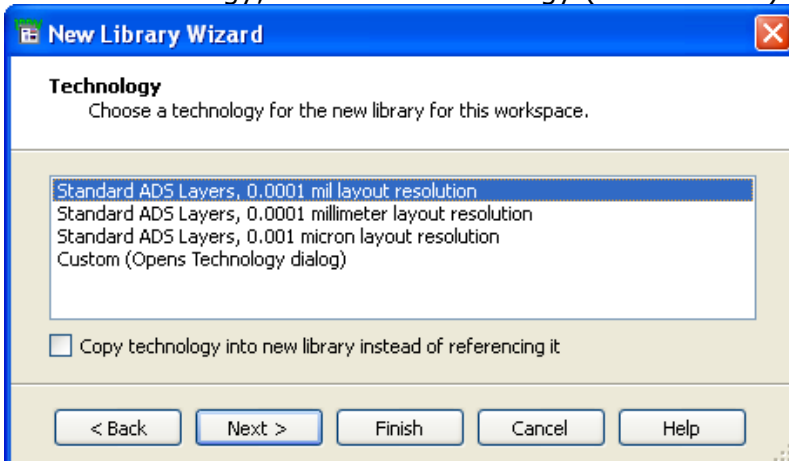 New Library Wizard
Technology
Choose a technology for the new library for this workspace.
Standard ADS Layers, 0.0001 mil layout resolution
Standard ADS Layers, 0.0001 millimeter layout resolution
Standard ADS Layers, 0.001 micron layout resolution
Custom (Opens Technology dialog)
Copy technology into new library instead of referencing it
< Back Next > Finish Cancel Help